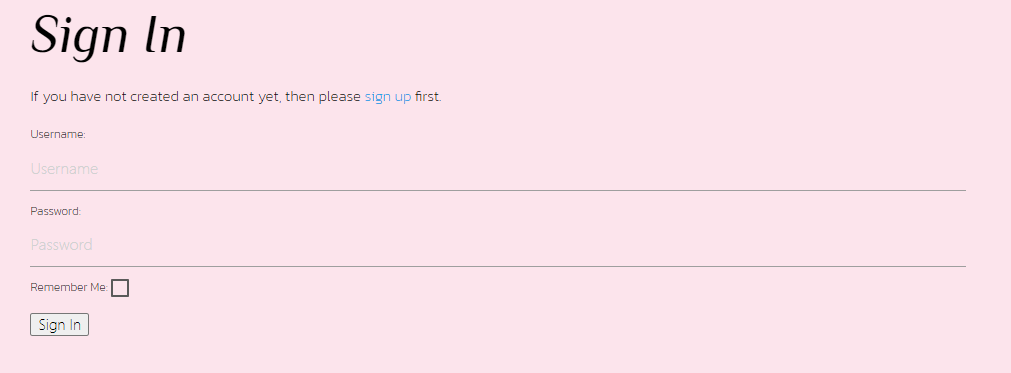 Sign In
If you have not created an account yet, then please sign up first.
Username:
Username
Password:
Password
Remember Me:
Sign In